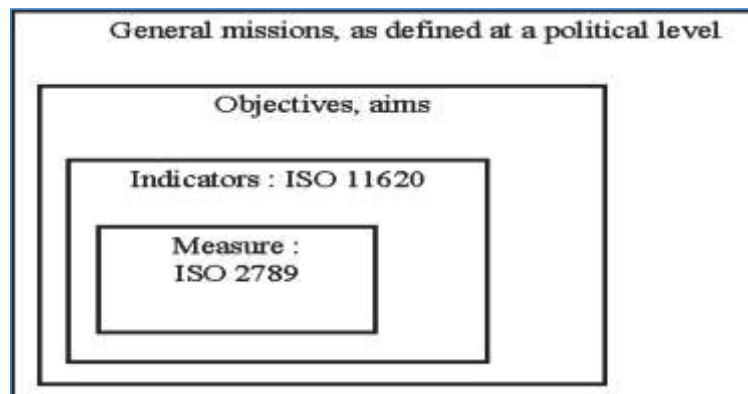 General missions, as defined at a political level
Objectives, aims
Indicators : ISO 11620
Measure :
ISO 2789